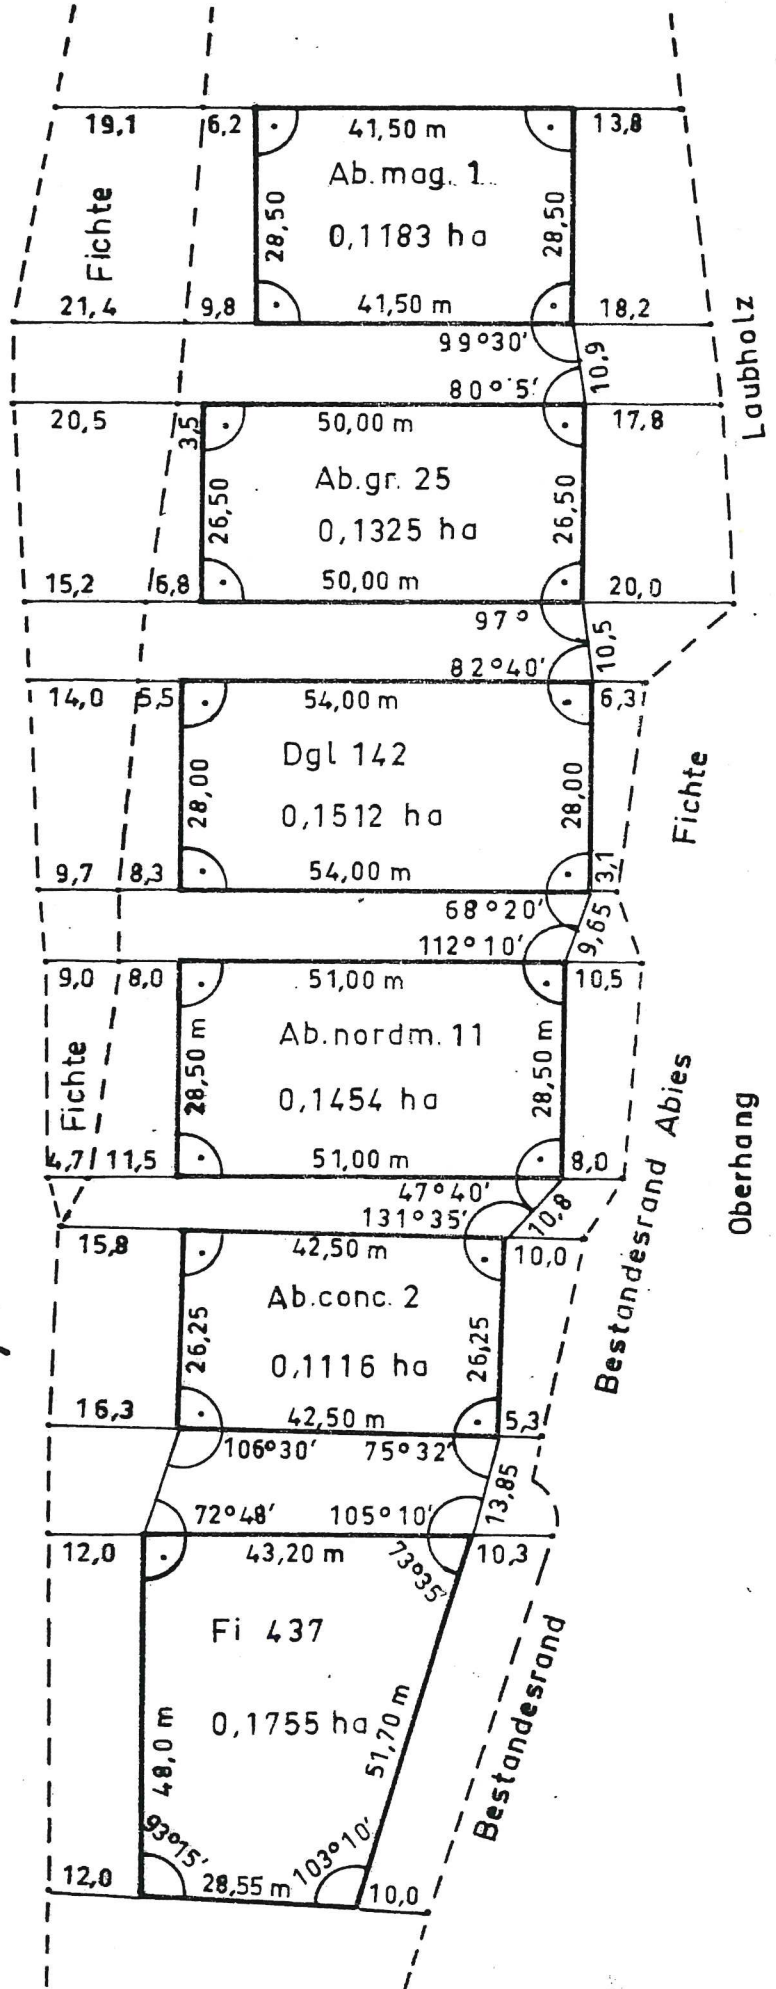 19,1 6,2 41,50 m 13,8
Ab.mag. 1
Fichte
28,50
0,1183 ha
28,50
21,4 9,8 41,50 m 18,2
99°30′
10,9
Laubholz
80°5′
20,5 3,5 50,00 m 17,8
Ab.gr. 25
26,50
0,1325 ha
26,50
15,2 6,8 50,00 m 20,0
97°
10,5
82°40′
14,0 5,5 54,00 m 6,3
Dgl 142
28,00
0,1512 ha
28,00
Fichte
9,7 8,3 54,00 m 3,1
68°20′
9,65
112°10′
9,0 8,0 51,00 m 10,5
Ab.nordm. 11
Fichte
28,50 m
0,1454 ha
28,50 m
4,7 11,5 51,00 m 8,0
Bestandesrand Abies
Oberhang
47°40′
10,8
131°35′
15,8 42,50 m 10,0
Ab.conc. 2
26,25
0,1116 ha
26,25
16,3 42,50 m 5,3
106°30′ 75°32′
13,85
72°48′ 105°10′
12,0 43,20 m 10,3
73°35′
Fi 437
0,1755 ha
48,0 m
51,70 m
Bestandesrand
93°15′ 103°10′
12,0 28,55 m 10,0